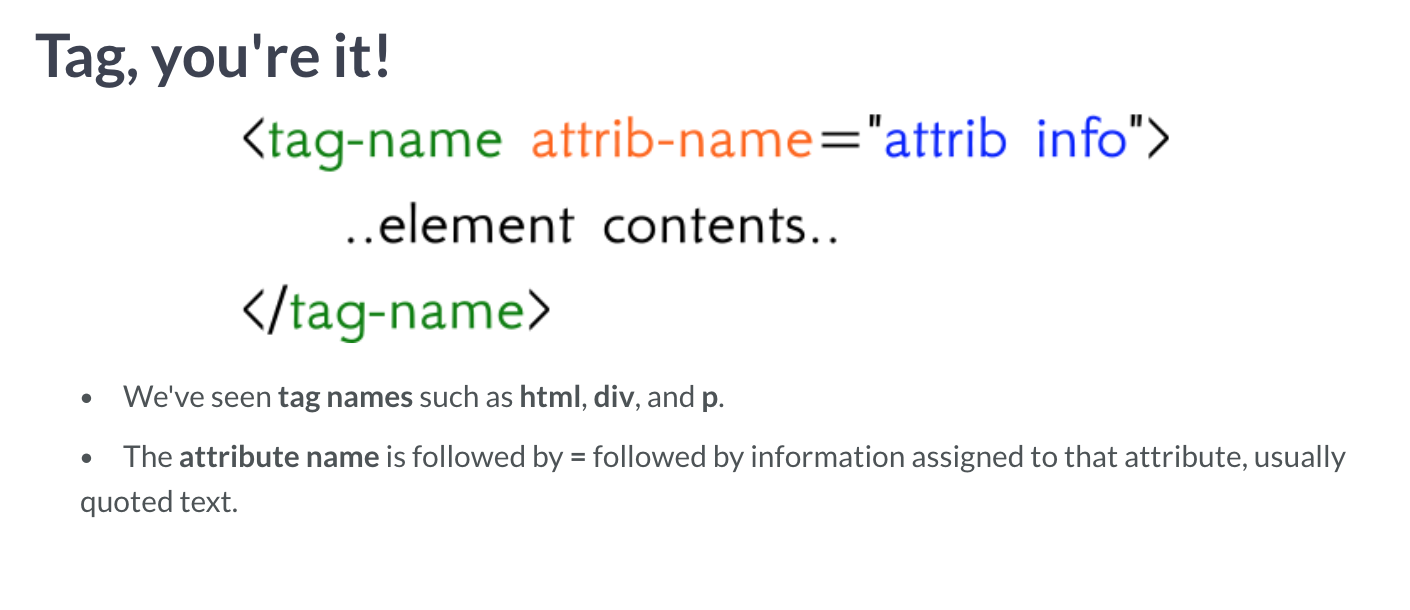 Tag, you're it!
<tag-name attrib-name="attrib info">
..element contents..
</tag-name>
• We've seen tag names such as html, div, and p.
• The attribute name is followed by = followed by information assigned to that attribute, usually
quoted text.